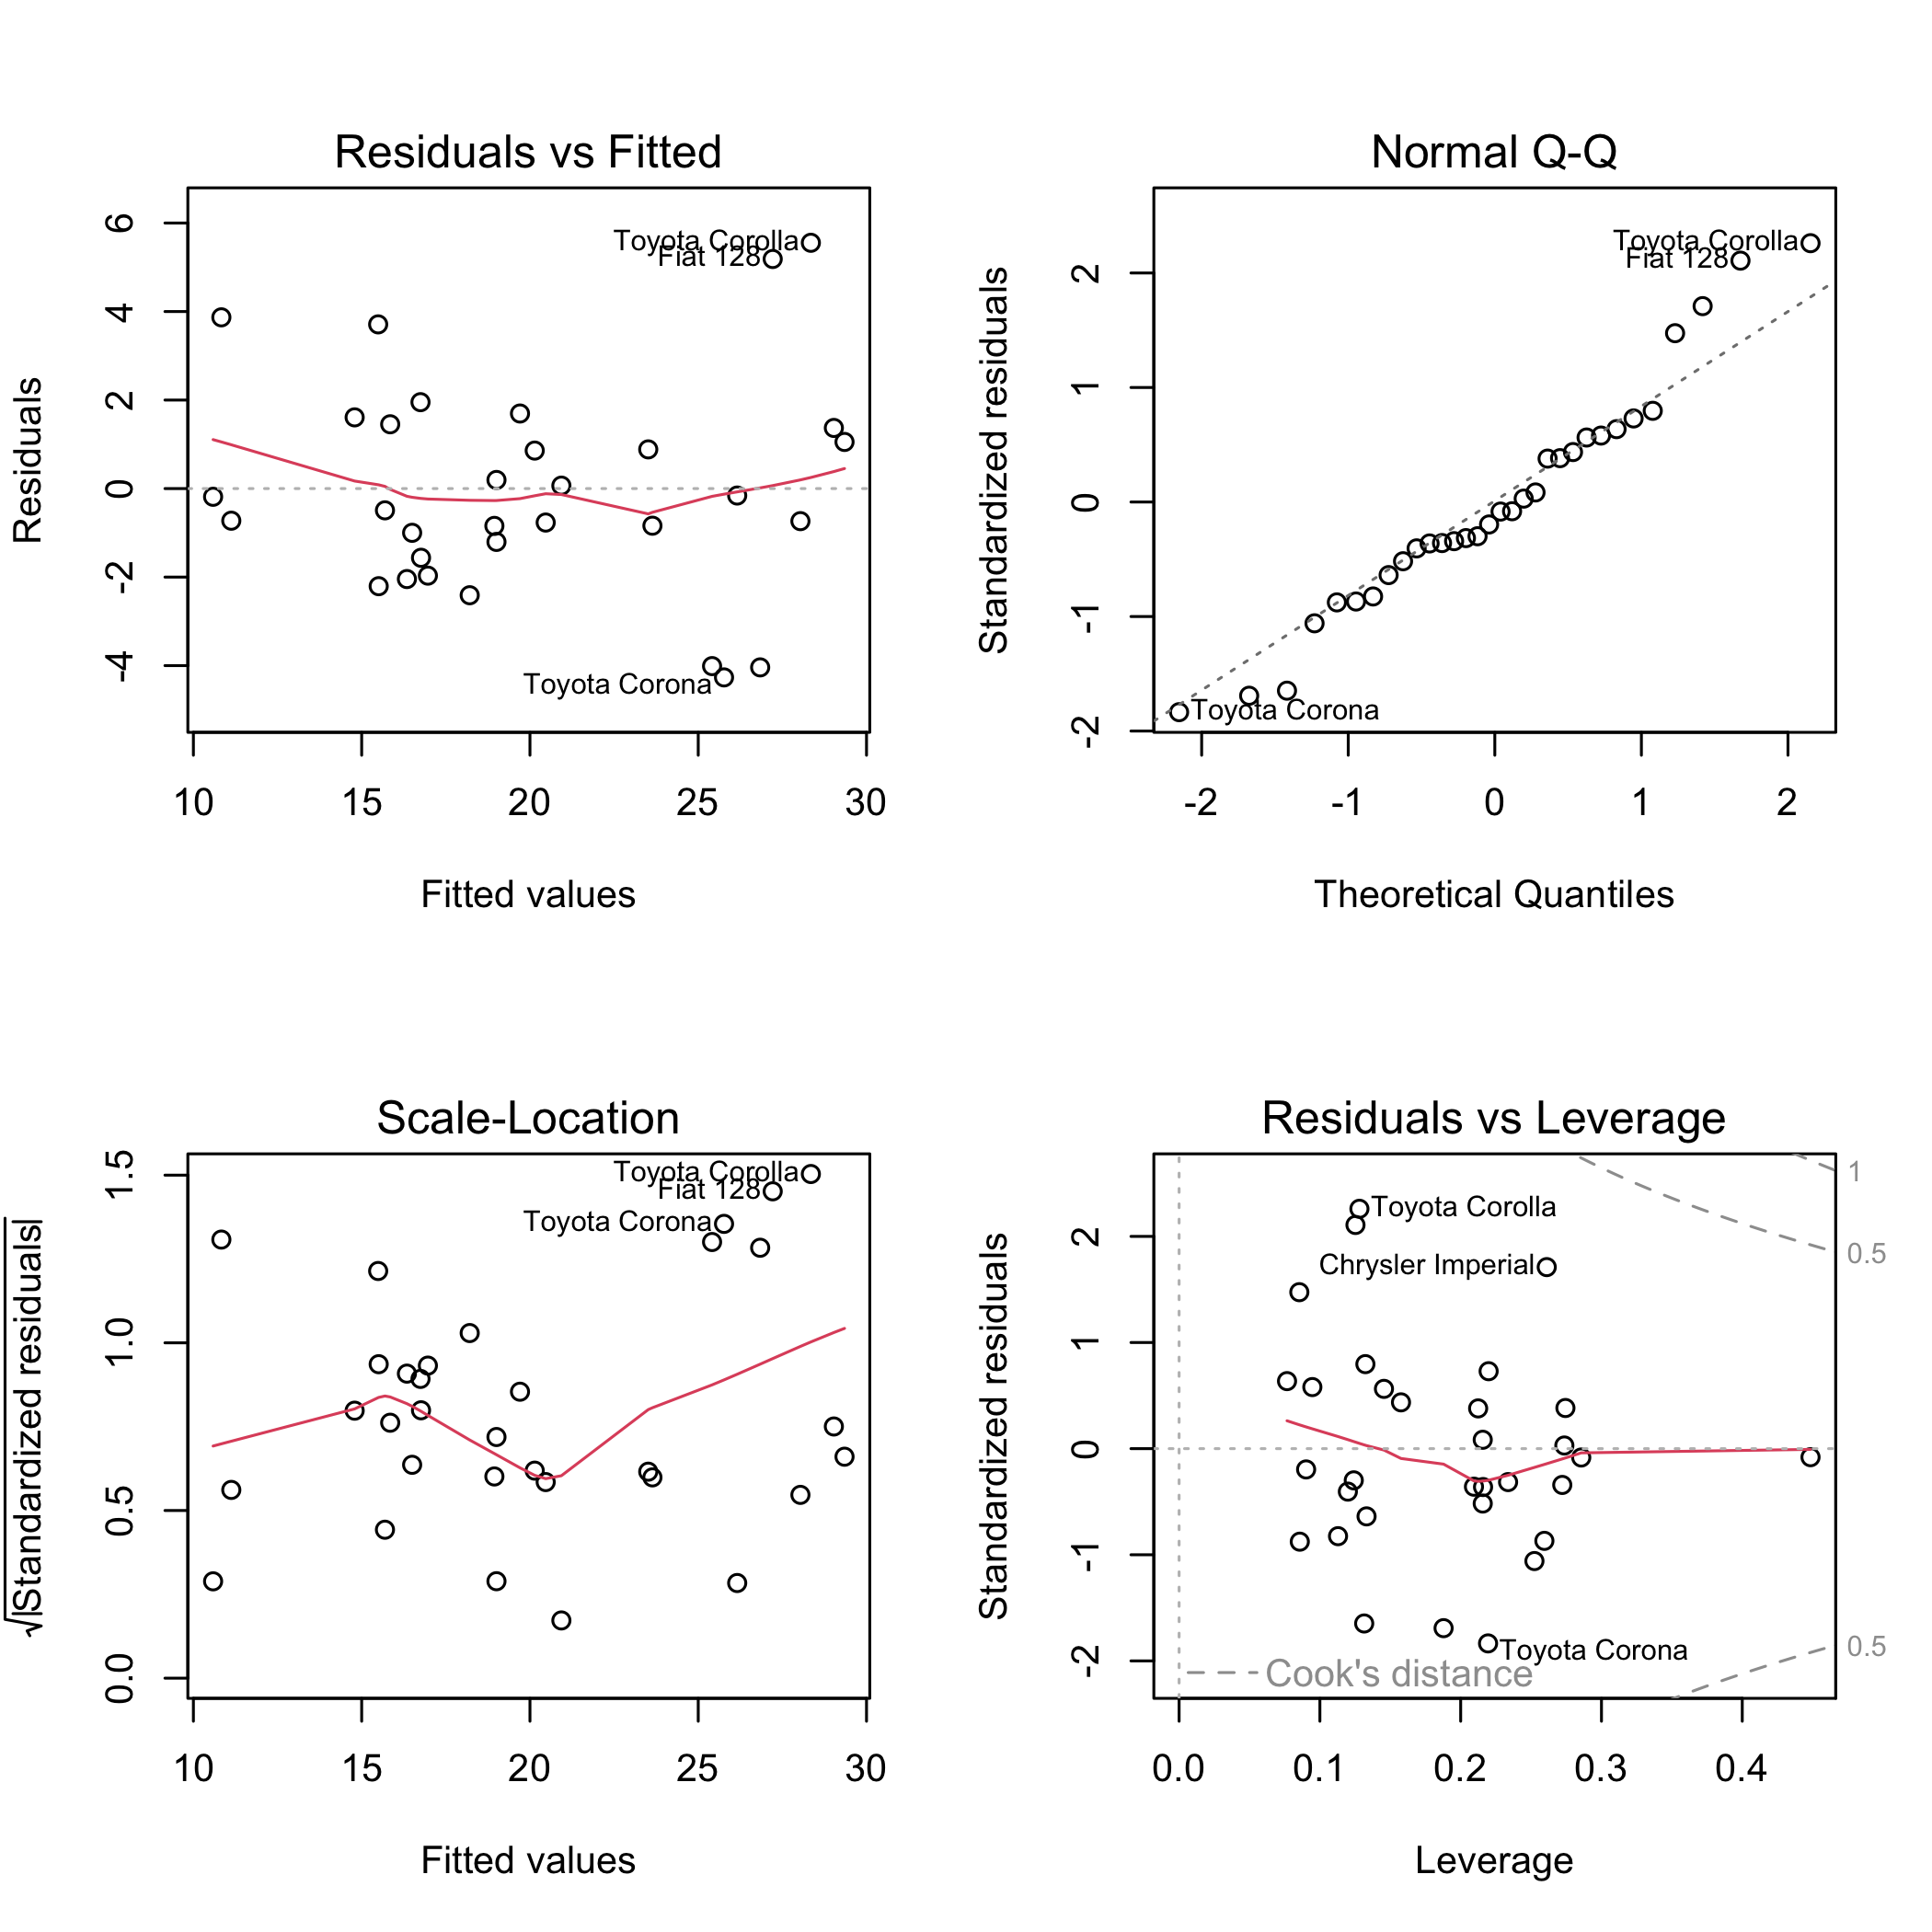 Residuals vs Fitted
Residuals
6
4
2
0
-2
-4
Toyota Corolla
Fiat 128
Toyota Corona
10 15 20 25 30
Fitted values
Normal Q-Q
Standardized residuals
2
1
0
-1
-2
Toyota Corolla
Fiat 128
Toyota Corona
-2 -1 0 1 2
Theoretical Quantiles
Scale-Location
√|Standardized residuals|
1.5
1.0
0.5
0.0
Toyota Corolla
Fiat 128
Toyota Corona
10 15 20 25 30
Fitted values
Residuals vs Leverage
Standardized residuals
2
1
0
-1
-2
1
0.5
0.5
Toyota Corolla
Chrysler Imperial
Toyota Corona
Cook's distance
0.0 0.1 0.2 0.3 0.4
Leverage